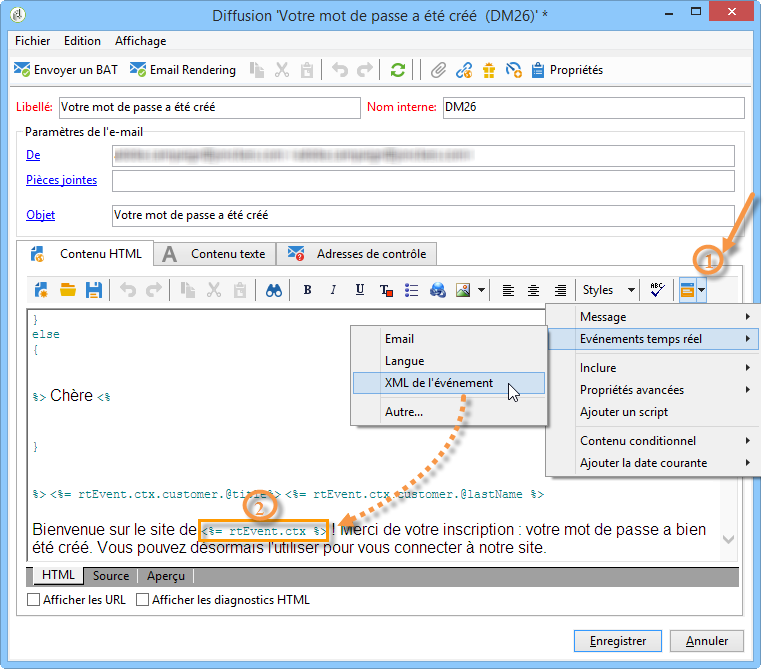 Diffusion 'Votre mot de passe a été créé (DM26)' *
Fichier Edition Affichage
Envoyer un BAT Email Rendering Propriétés
Libellé: Votre mot de passe a été créé Nom interne: DM26
Paramètres de l'e-mail
De
Pièces jointes
Objet Votre mot de passe a été créé
Contenu HTML Contenu texte Adresses de contrôle
1
B I U T Styles ABC
}
else
{
%> Chère <%
}
%> <%= rtEvent.ctx.customer.@title%> <%= rtEvent.ctx.customer.@lastName %>
2
Bienvenue sur le site de <%= rtEvent.ctx %> ! Merci de votre inscription : votre mot de passe a bien
été créé. Vous pouvez désormais l'utiliser pour vous connecter à notre site.
Message
Evénements temps réel
Inclure
Propriétés avancées
Ajouter un script
Contenu conditionnel
Ajouter la date courante
Email
Langue
XML de l'événement
Autre...
HTML Source Aperçu
Afficher les URL Afficher les diagnostics HTML
Enregistrer Annuler